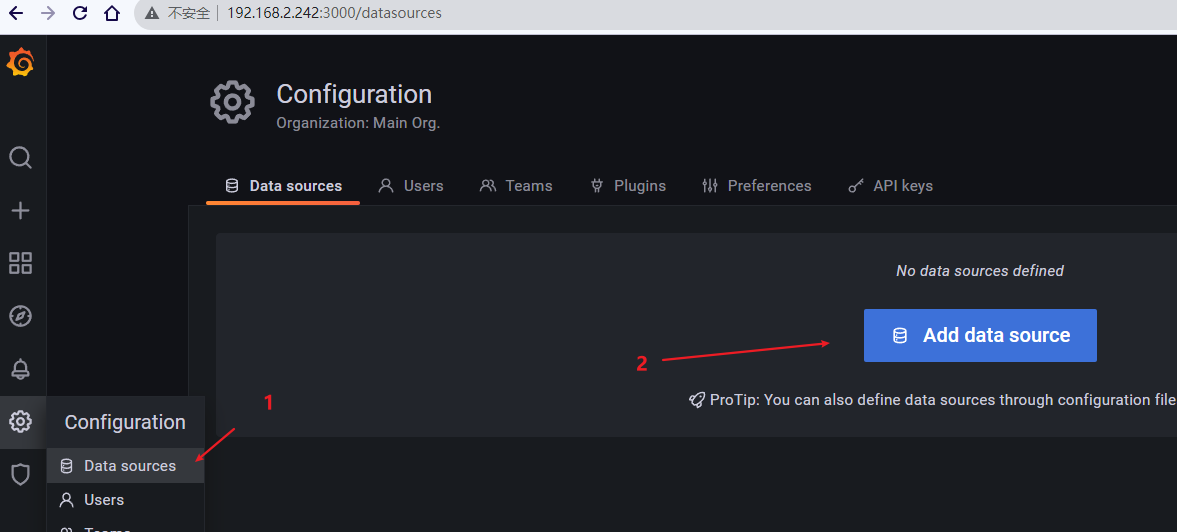 不安全 192.168.2.242:3000/datasources
Configuration
Organization: Main Org.
Data sources Users Teams Plugins Preferences API keys
No data sources defined
Add data source
2
ProTip: You can also define data sources through configuration file
1
Configuration
Data sources
Users
Teams